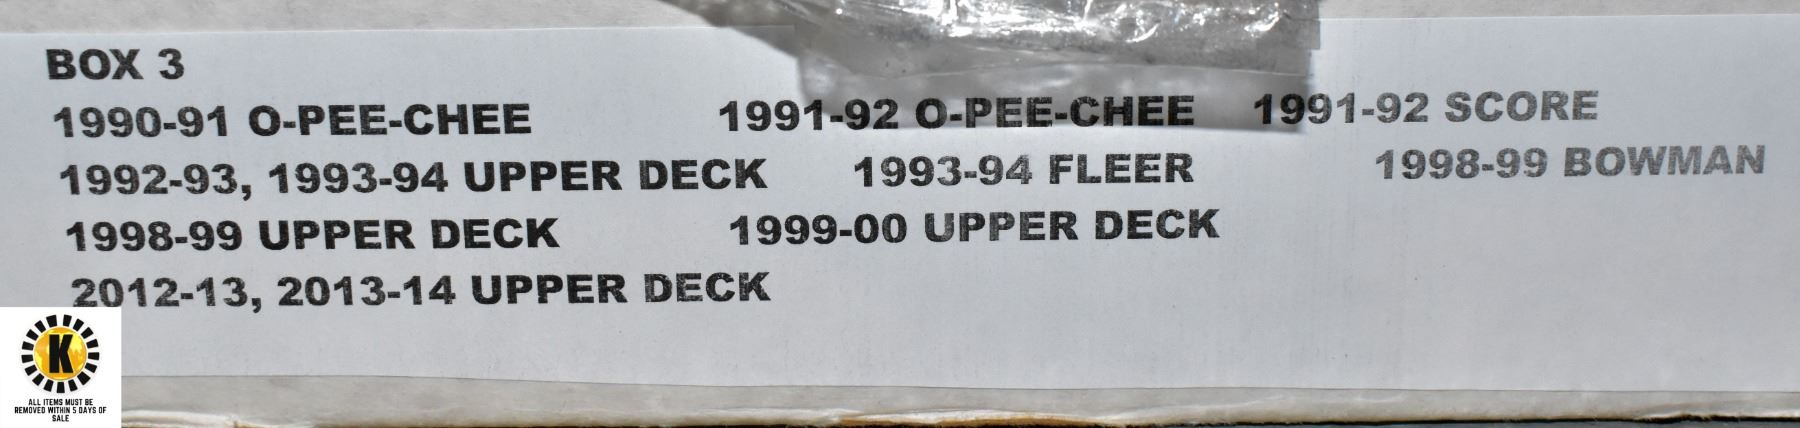 BOX 3
1990-91 O-PEE-CHEE 1991-92 O-PEE-CHEE 1991-92 SCORE
1992-93, 1993-94 UPPER DECK 1993-94 FLEER 1998-99 BOWMAN
1998-99 UPPER DECK 1999-00 UPPER DECK
2012-13, 2013-14 UPPER DECK
K
ALL ITEMS MUST BE
REMOVED WITHIN 5 DAYS OF
SALE